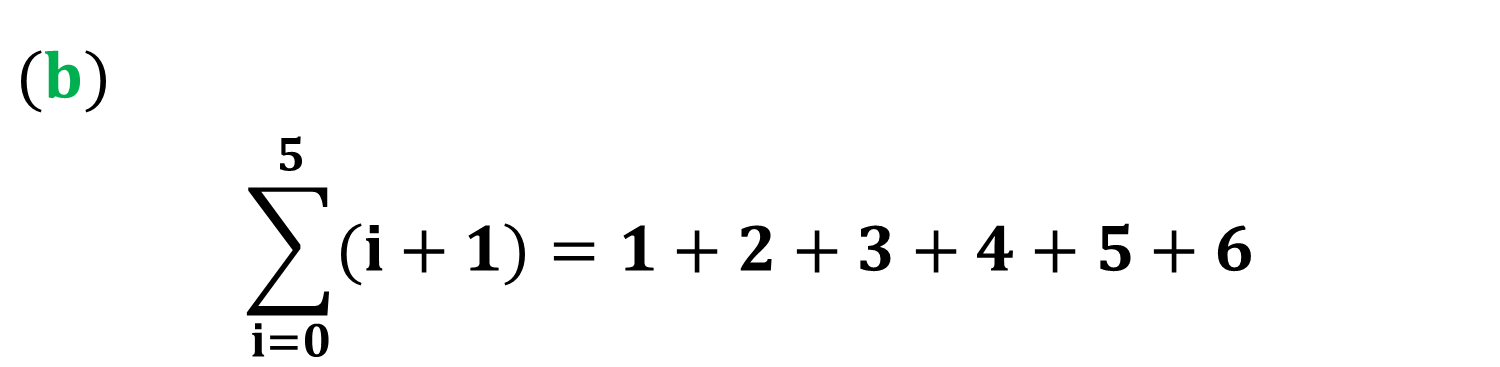 (b)
5
∑(i + 1) = 1 + 2 + 3 + 4 + 5 + 6
i=0